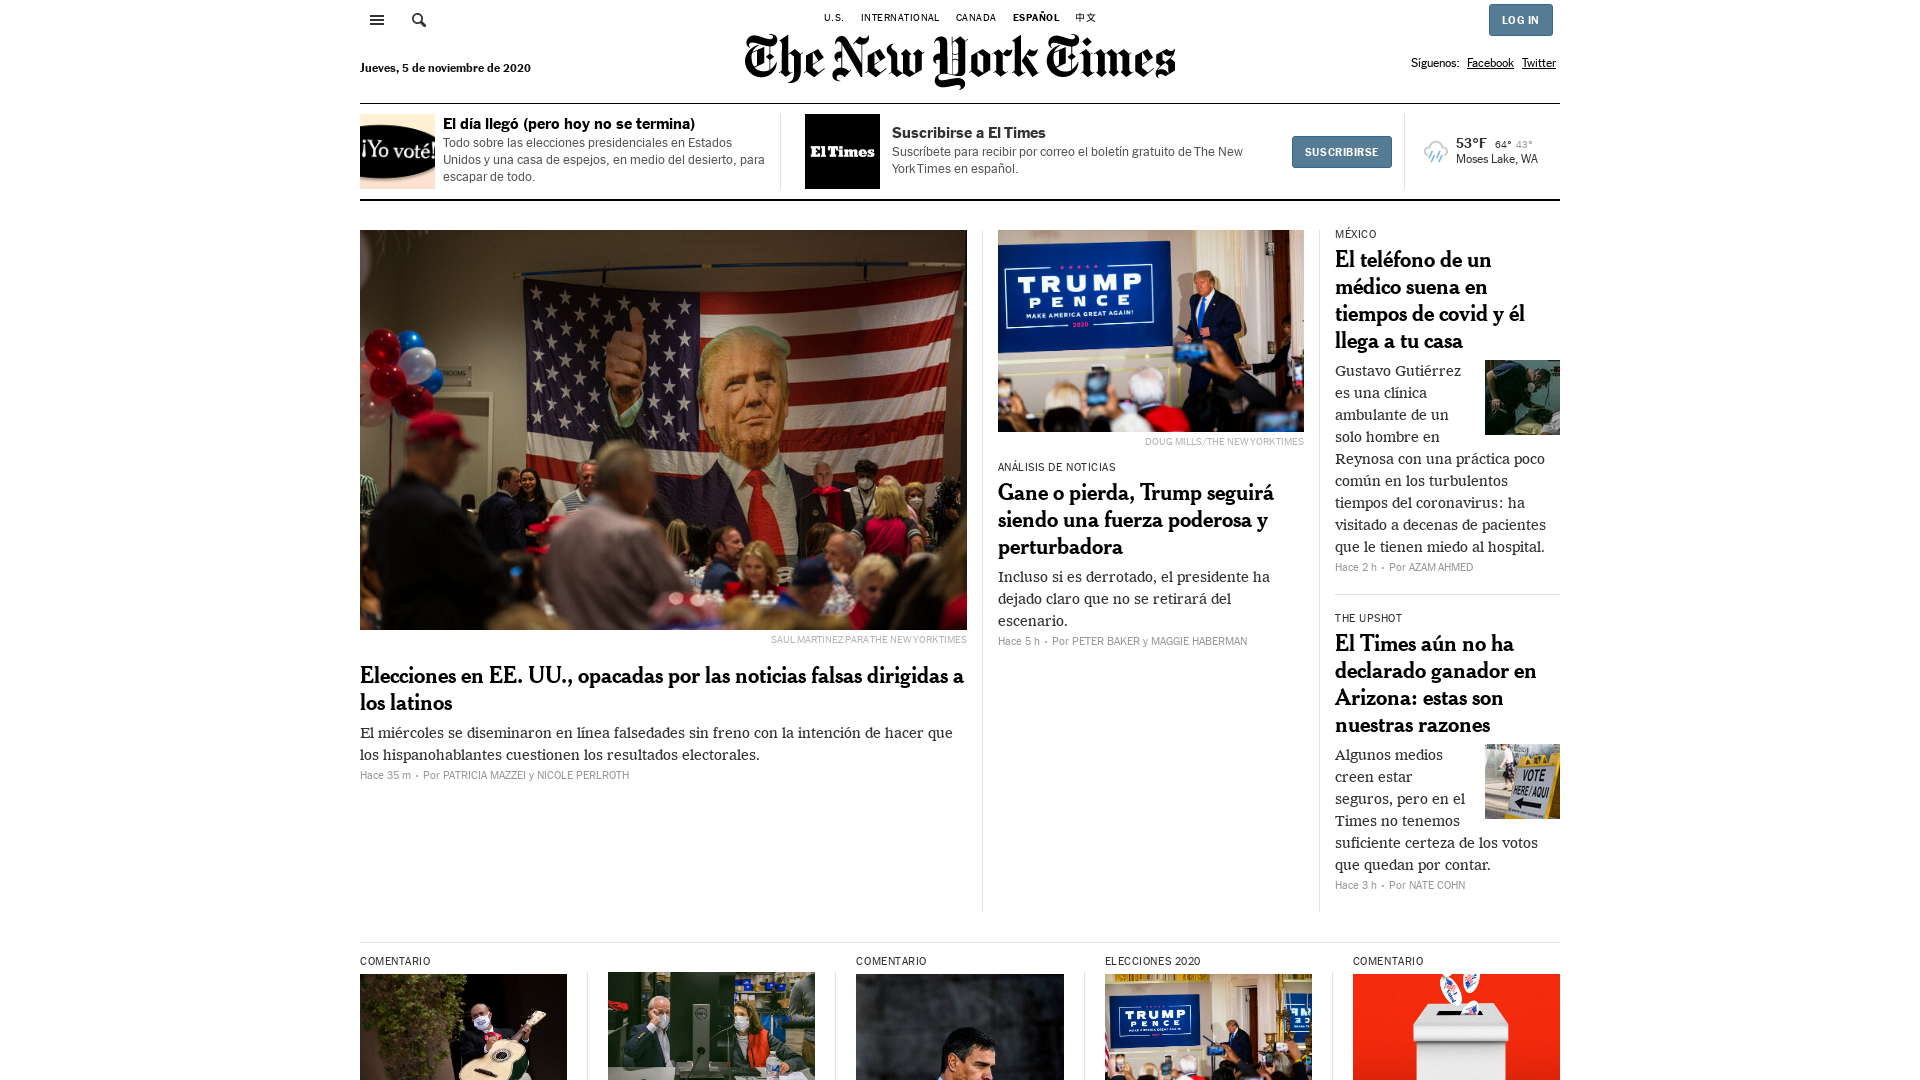 U.S. INTERNATIONAL CANADA ESPAÑOL 中文
LOG IN
The New York Times
Jueves, 5 de noviembre de 2020
Síguenos: Facebook Twitter
¡Yo voté!
El día llegó (pero hoy no se termina)
Todo sobre las elecciones presidenciales en Estados
Unidos y una casa de espejos, en medio del desierto, para
escapar de todo.
El Times
Suscribirse a El Times
Suscríbete para recibir por correo el boletín gratuito de The New
York Times en español.
SUSCRIBIRSE
53°F 64° 43°
Moses Lake, WA
SAUL MARTINEZ PARA THE NEW YORK TIMES
Elecciones en EE. UU., opacadas por las noticias falsas dirigidas a
los latinos
El miércoles se diseminaron en línea falsedades sin freno con la intención de hacer que
los hispanohablantes cuestionen los resultados electorales.
Hace 35 m • Por PATRICIA MAZZEI y NICOLE PERLROTH
TRUMP
PENCE
MAKE AMERICA GREAT AGAIN!
2020
DOUG MILLS/THE NEW YORK TIMES
ANÁLISIS DE NOTICIAS
Gane o pierda, Trump seguirá
siendo una fuerza poderosa y
perturbadora
Incluso si es derrotado, el presidente ha
dejado claro que no se retirará del
escenario.
Hace 5 h • Por PETER BAKER y MAGGIE HABERMAN
MÉXICO
El teléfono de un
médico suena en
tiempos de covid y él
llega a tu casa
Gustavo Gutiérrez
es una clínica
ambulante de un
solo hombre en
Reynosa con una práctica poco
común en los turbulentos
tiempos del coronavirus: ha
visitado a decenas de pacientes
que le tienen miedo al hospital.
Hace 2 h • Por AZAM AHMED
THE UPSHOT
El Times aún no ha
declarado ganador en
Arizona: estas son
nuestras razones
Algunos medios
creen estar
seguros, pero en el
Times no tenemos
suficiente certeza de los votos
que quedan por contar.
VOTE
HERE/AQUI
Hace 3 h • Por NATE COHN
COMENTARIO
COMENTARIO
ELECCIONES 2020
TRUMP
PENCE
COMENTARIO